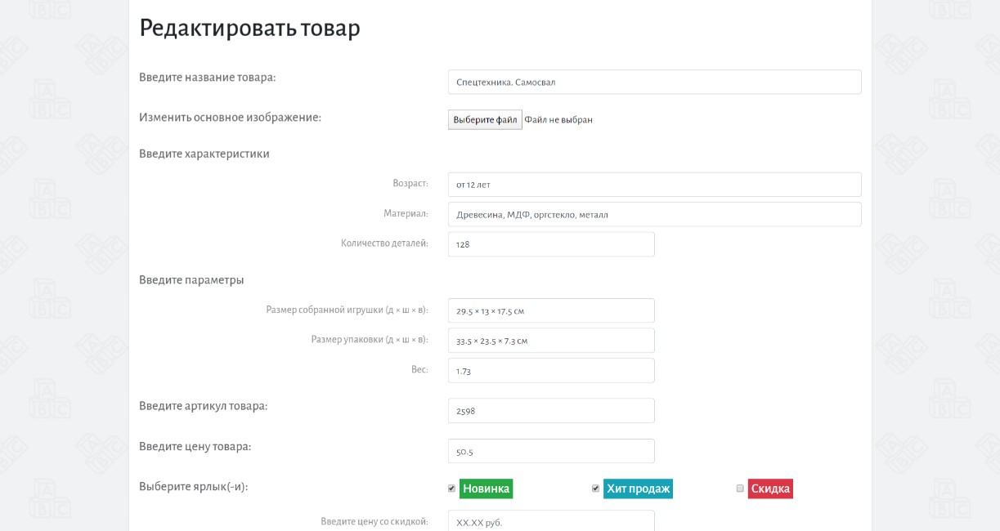 Редактировать товар
Введите название товара: Спецтехника. Самосвал
Изменить основное изображение: Выберите файл Файл не выбран
Введите характеристики
Возраст: от 12 лет
Материал: Древесина, МДФ, оргстекло, металл
Количество деталей: 128
Введите параметры
Размер собранной игрушки (д × ш × в): 29.5 × 13 × 17.5 см
Размер упаковки (д × ш × в): 33.5 × 23.5 × 7.3 см
Вес: 1.73
Введите артикул товара: 2598
Введите цену товара: 50.5
Выберите ярлык(-и): Новинка Хит продаж Скидка
Введите цену со скидкой: XX.XX руб.